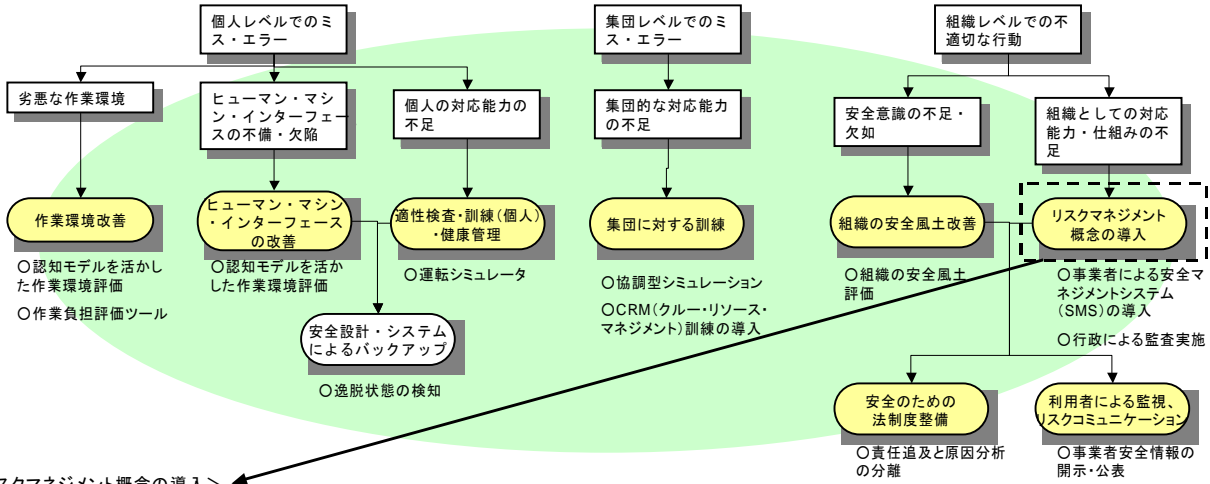 個人レベルでのミ
ス・エラー
集団レベルでのミ
ス・エラー
組織レベルでの不
適切な行動
劣悪な作業環境
ヒューマン・マシ
ン・インターフェー
スの不備・欠陥
個人の対応能力の
不足
集団的な対応能力
の不足
安全意識の不足・
欠如
組織としての対応
能力・仕組みの不
足
作業環境改善
ヒューマン・マシン
・インターフェース
の改善
適性検査・訓練(個人)
・健康管理
集団に対する訓練
組織の安全風土改善
リスクマネジメント
概念の導入
○認知モデルを活かし
た作業環境評価
○作業負担評価ツール
○認知モデルを活か
した作業環境評価
○運転シミュレータ
○協調型シミュレーション
○CRM(クルー・リソース・
マネジメント)訓練の導入
○組織の安全風土
評価
○事業者による安全マ
ネジメントシステム
(SMS)の導入
○行政による監査実施
安全設計・システム
によるバックアップ
○逸脱状態の検知
安全のための
法制度整備
利用者による監視、
リスクコミュニケーション
○責任追及と原因分析
の分離
○事業者安全情報の
開示・公表
スクマネジメント概念の導入>